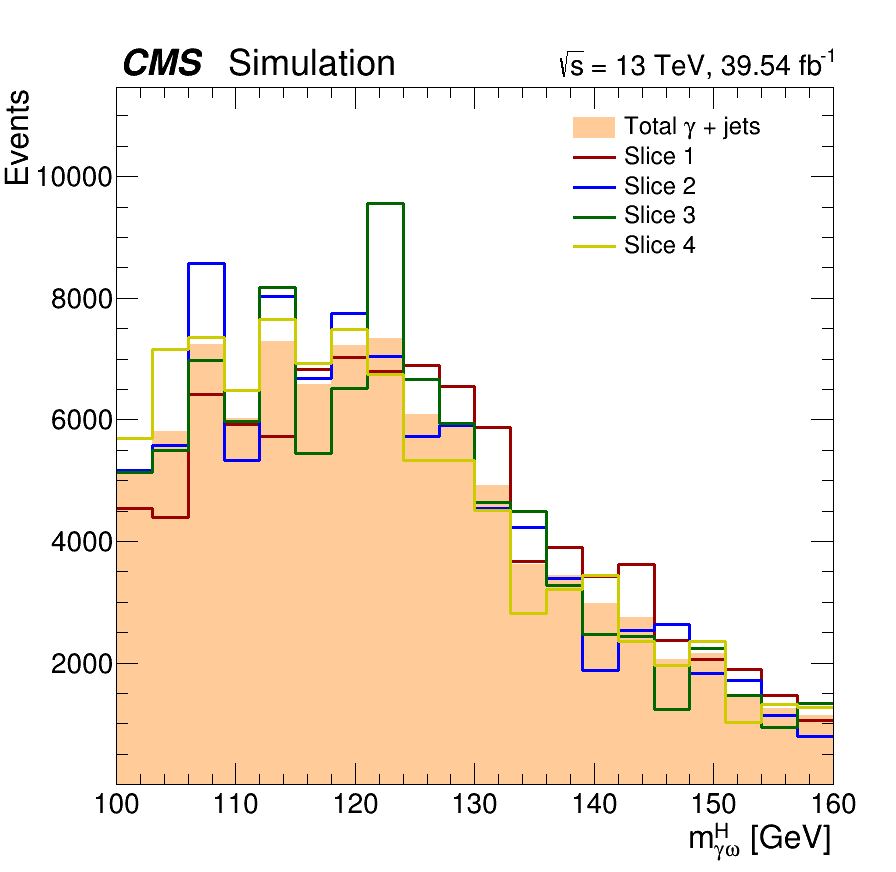 CMS Simulation
√s = 13 TeV, 39.54 fb⁻¹
Events
Total γ + jets
Slice 1
Slice 2
Slice 3
Slice 4
10000
8000
6000
4000
2000
100 110 120 130 140 150 160
m^H_γω [GeV]